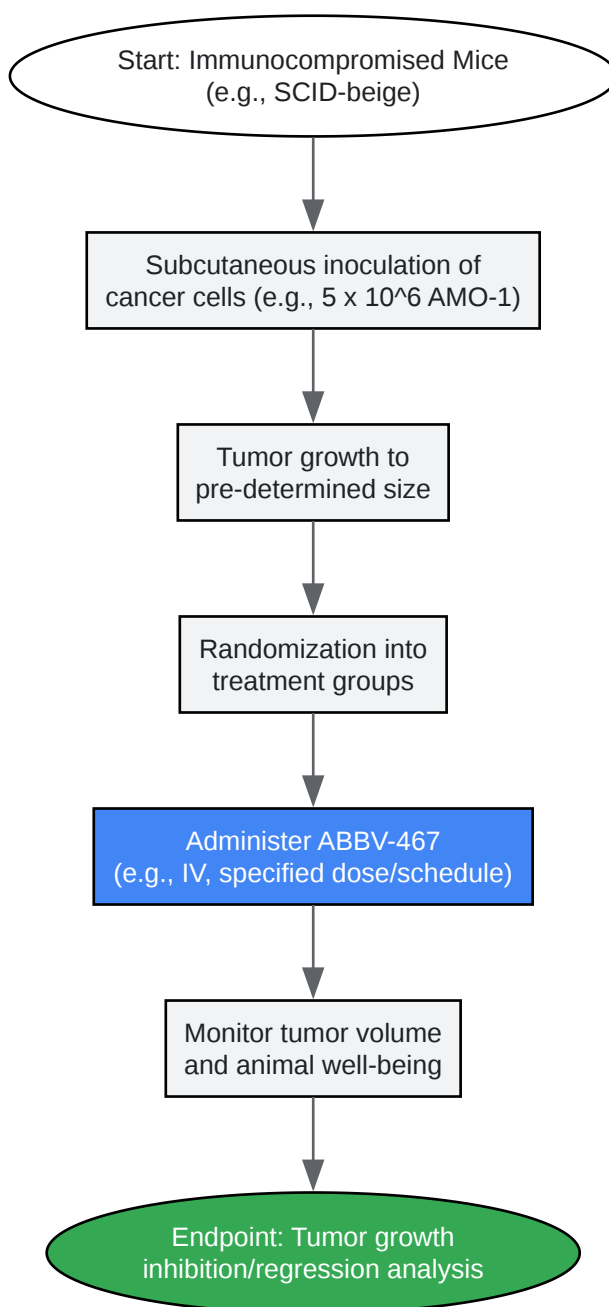 Start: Immunocompromised Mice
(e.g., SCID-beige)
Subcutaneous inoculation of
cancer cells (e.g., 5 x 10^6 AMO-1)
Tumor growth to
pre-determined size
Randomization into
treatment groups
Administer ABBV-467
(e.g., IV, specified dose/schedule)
Monitor tumor volume
and animal well-being
Endpoint: Tumor growth
inhibition/regression analysis